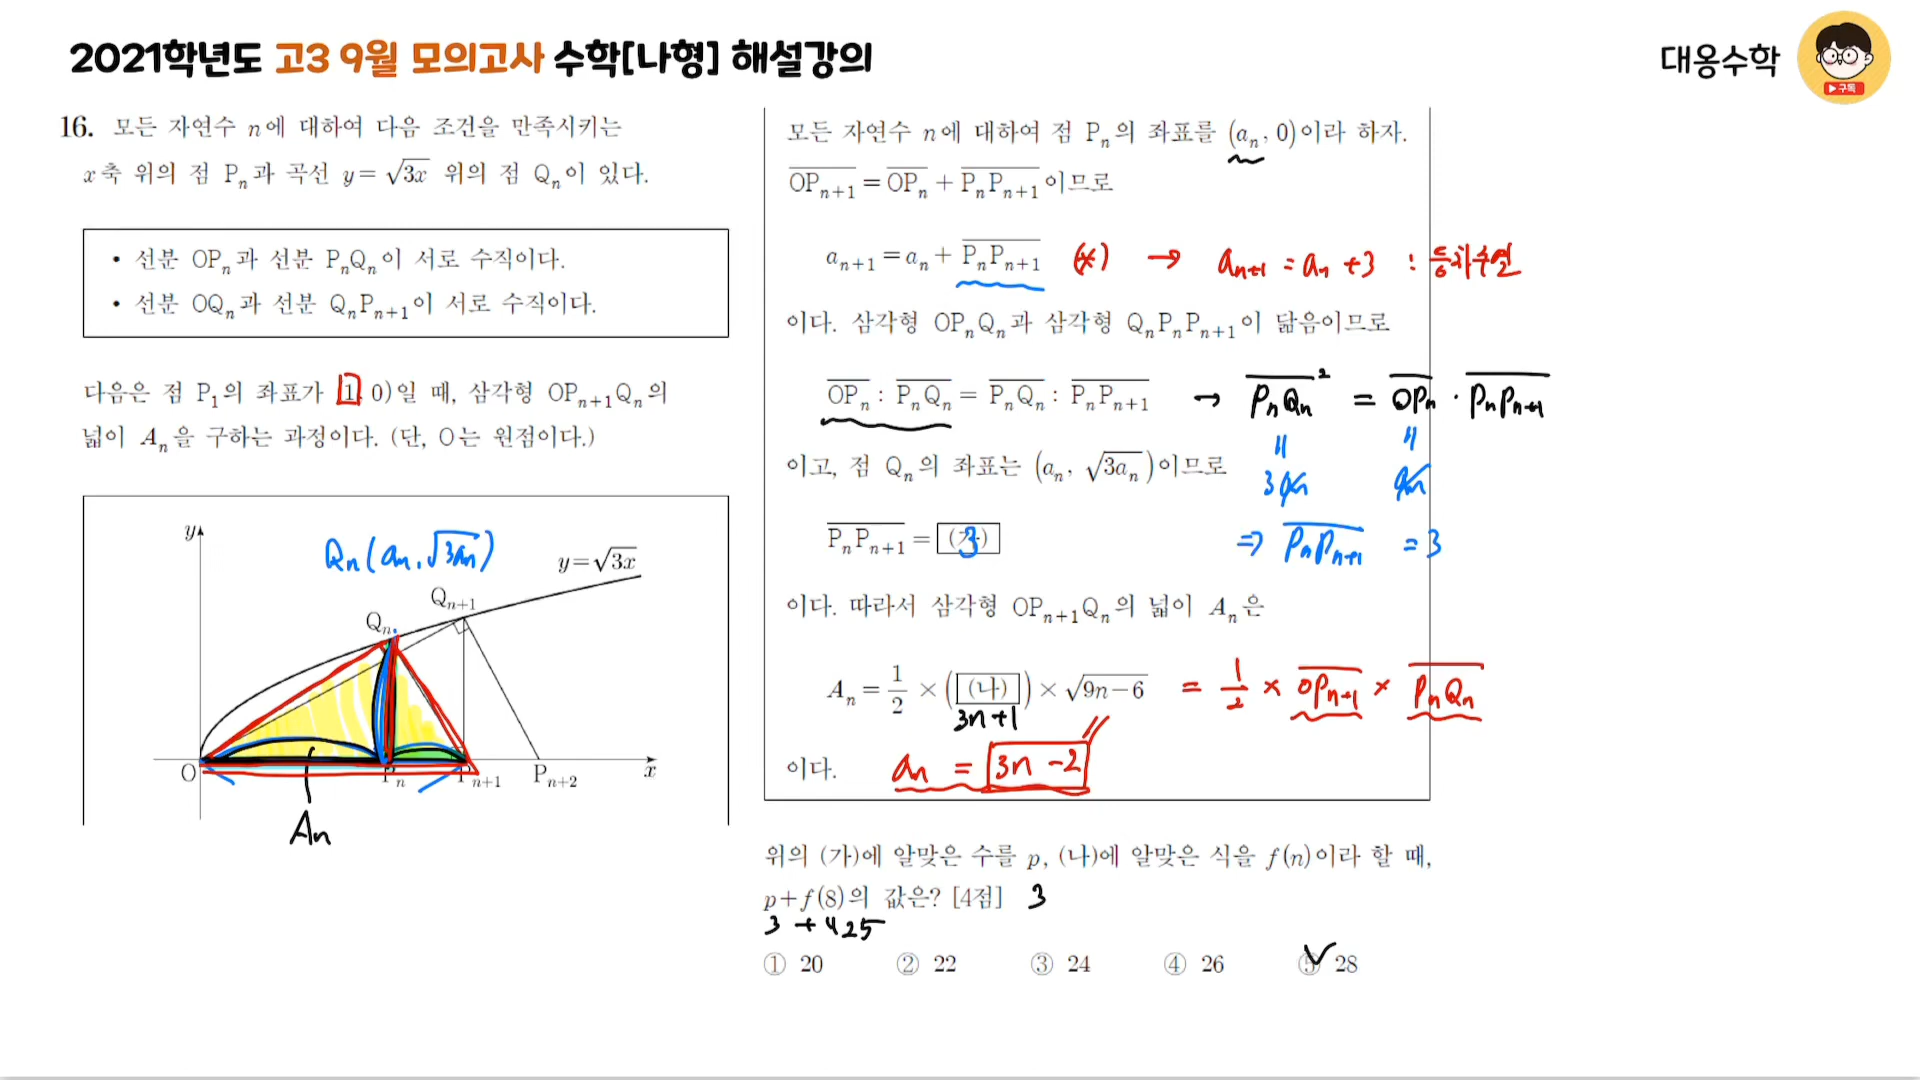 2021학년도 고3 9월 모의고사 수학[나형] 해설강의
대웅수학
구독
16. 모든 자연수 n에 대하여 다음 조건을 만족시키는
x축 위의 점 Pₙ과 곡선 y=√3x 위의 점 Qₙ이 있다.
• 선분 OPₙ과 선분 PₙQₙ이 서로 수직이다.
• 선분 OQₙ과 선분 QₙPₙ₊₁이 서로 수직이다.
다음은 점 P₁의 좌표가 (1, 0)일 때, 삼각형 OPₙ₊₁Qₙ의
넓이 Aₙ을 구하는 과정이다. (단, O는 원점이다.)
y
Qₙ(aₙ, √3aₙ)
y=√3x
Qₙ₊₁
Qₙ
O Pₙ Pₙ₊₁ Pₙ₊₂ x
Aₙ
모든 자연수 n에 대하여 점 Pₙ의 좌표를 (aₙ, 0)이라 하자.
OPₙ₊₁ = OPₙ + PₙPₙ₊₁이므로
aₙ₊₁ = aₙ + PₙPₙ₊₁ (*) → aₙ₊₁ = aₙ + 3 : 등차수열
이다. 삼각형 OPₙQₙ과 삼각형 QₙPₙPₙ₊₁이 닮음이므로
OPₙ : PₙQₙ = PₙQₙ : PₙPₙ₊₁ → PₙQₙ² = OPₙ · PₙPₙ₊₁
이고, 점 Qₙ의 좌표는 (aₙ, √3aₙ)이므로
॥ ॥
3aₙ aₙ
PₙPₙ₊₁ = (가) 3 ⇒ PₙPₙ₊₁ = 3
이다. 따라서 삼각형 OPₙ₊₁Qₙ의 넓이 Aₙ은
Aₙ = 1/2 × ( (나) ) × √9n−6 = 1/2 × OPₙ₊₁ × PₙQₙ
3n+1
이다. aₙ = 3n−2
위의 (가)에 알맞은 수를 p, (나)에 알맞은 식을 f(n)이라 할 때,
p+f(8)의 값은? [4점] 3
3 + 25
① 20 ② 22 ③ 24 ④ 26 ⑤ 28